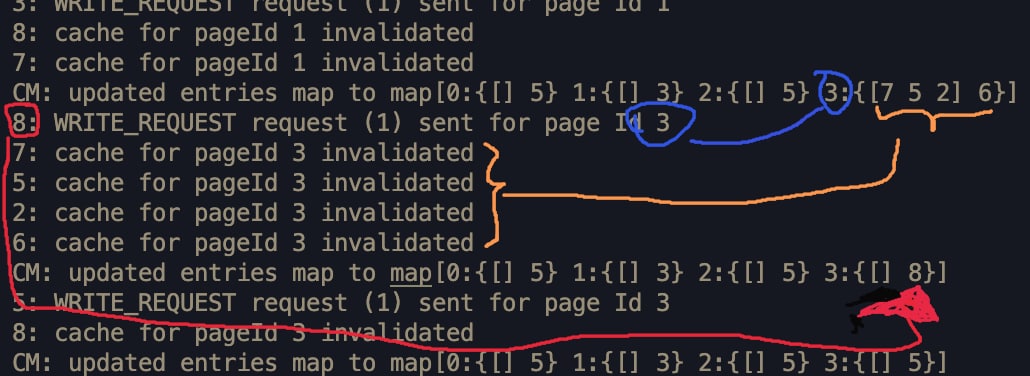 3: WRITE_REQUEST request (1) sent for page Id 1
8: cache for pageId 1 invalidated
7: cache for pageId 1 invalidated
CM: updated entries map to map[0:{[] 5} 1:{[] 3} 2:{[] 5} 3:{[7 5 2] 6}]
8: WRITE_REQUEST request (1) sent for page Id 3
7: cache for pageId 3 invalidated
5: cache for pageId 3 invalidated
2: cache for pageId 3 invalidated
6: cache for pageId 3 invalidated
CM: updated entries map to map[0:{[] 5} 1:{[] 3} 2:{[] 5} 3:{[] 8}]
5: WRITE_REQUEST request (1) sent for page Id 3
8: cache for pageId 3 invalidated
CM: updated entries map to map[0:{[] 5} 1:{[] 3} 2:{[] 5} 3:{[] 5}]